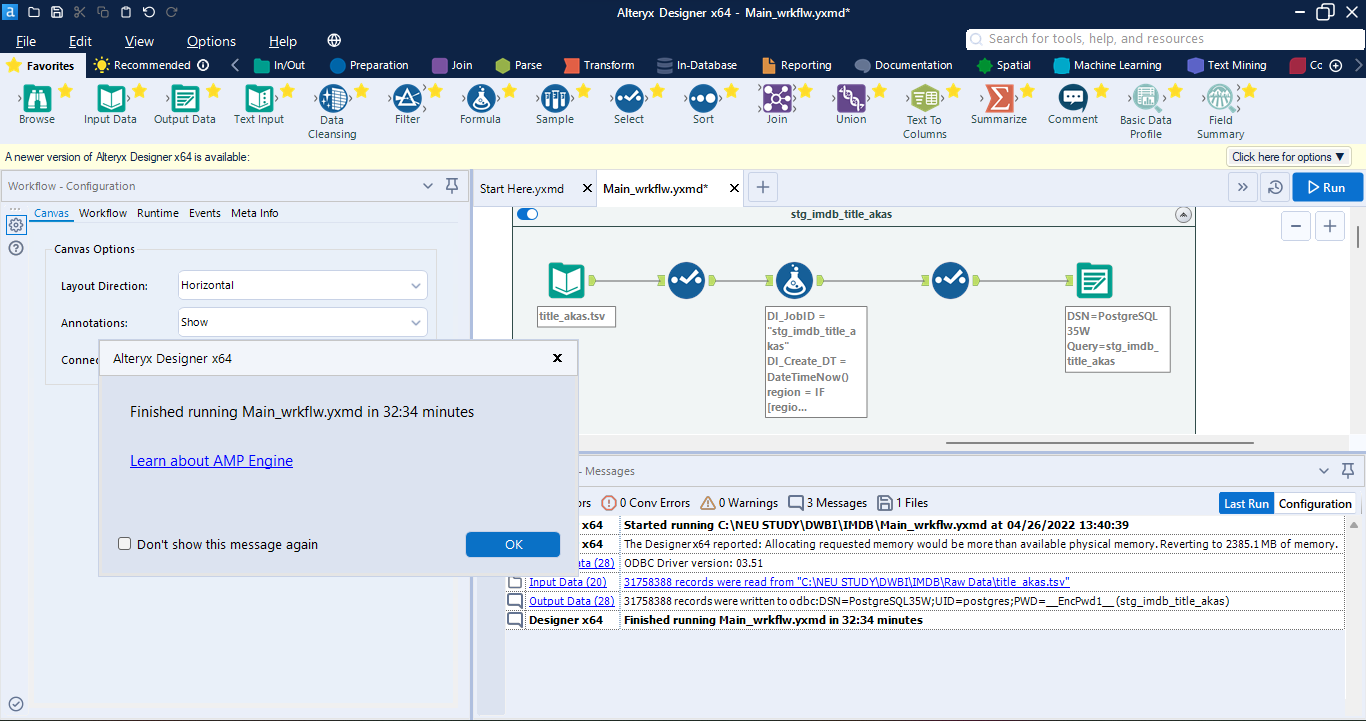 Alteryx Designer x64 - Main_wrkflw.yxmd*
File Edit View Options Help
Search for tools, help, and resources
Favorites Recommended In/Out Preparation Join Parse Transform In-Database Reporting Documentation Spatial Machine Learning Text Mining Co
Browse Input Data Output Data Text Input Data Cleansing Filter Formula Sample Select Sort Join Union Text To Columns Summarize Comment Basic Data Profile Field Summary
A newer version of Alteryx Designer x64 is available:
Click here for options ▼
Workflow - Configuration
Start Here.yxmd
Main_wrkflw.yxmd*
Run
Canvas Workflow Runtime Events Meta Info
Canvas Options
Layout Direction:
Horizontal
Annotations:
Show
Connec
stg_imdb_title_akas
title_akas.tsv
DI_JobID =
"stg_imdb_title_a
kas"
DI_Create_DT =
DateTimeNow()
region = IF
[regio...
DSN=PostgreSQL
35W
Query=stg_imdb_
title_akas
Alteryx Designer x64
Finished running Main_wrkflw.yxmd in 32:34 minutes
Learn about AMP Engine
Don't show this message again
OK
- Messages
ors 0 Conv Errors 0 Warnings 3 Messages 1 Files
Last Run Configuration
x64 Started running C:\NEU STUDY\DWBI\IMDB\Main_wrkflw.yxmd at 04/26/2022 13:40:39
x64 The Designer x64 reported: Allocating requested memory would be more than available physical memory. Reverting to 2385.1 MB of memory.
ata (28) ODBC Driver version: 03.51
Input Data (20) 31758388 records were read from "C:\NEU STUDY\DWBI\IMDB\Raw Data\title_akas.tsv"
Output Data (28) 31758388 records were written to odbc:DSN=PostgreSQL35W;UID=postgres;PWD=__EncPwd1__ (stg_imdb_title_akas)
Designer x64 Finished running Main_wrkflw.yxmd in 32:34 minutes